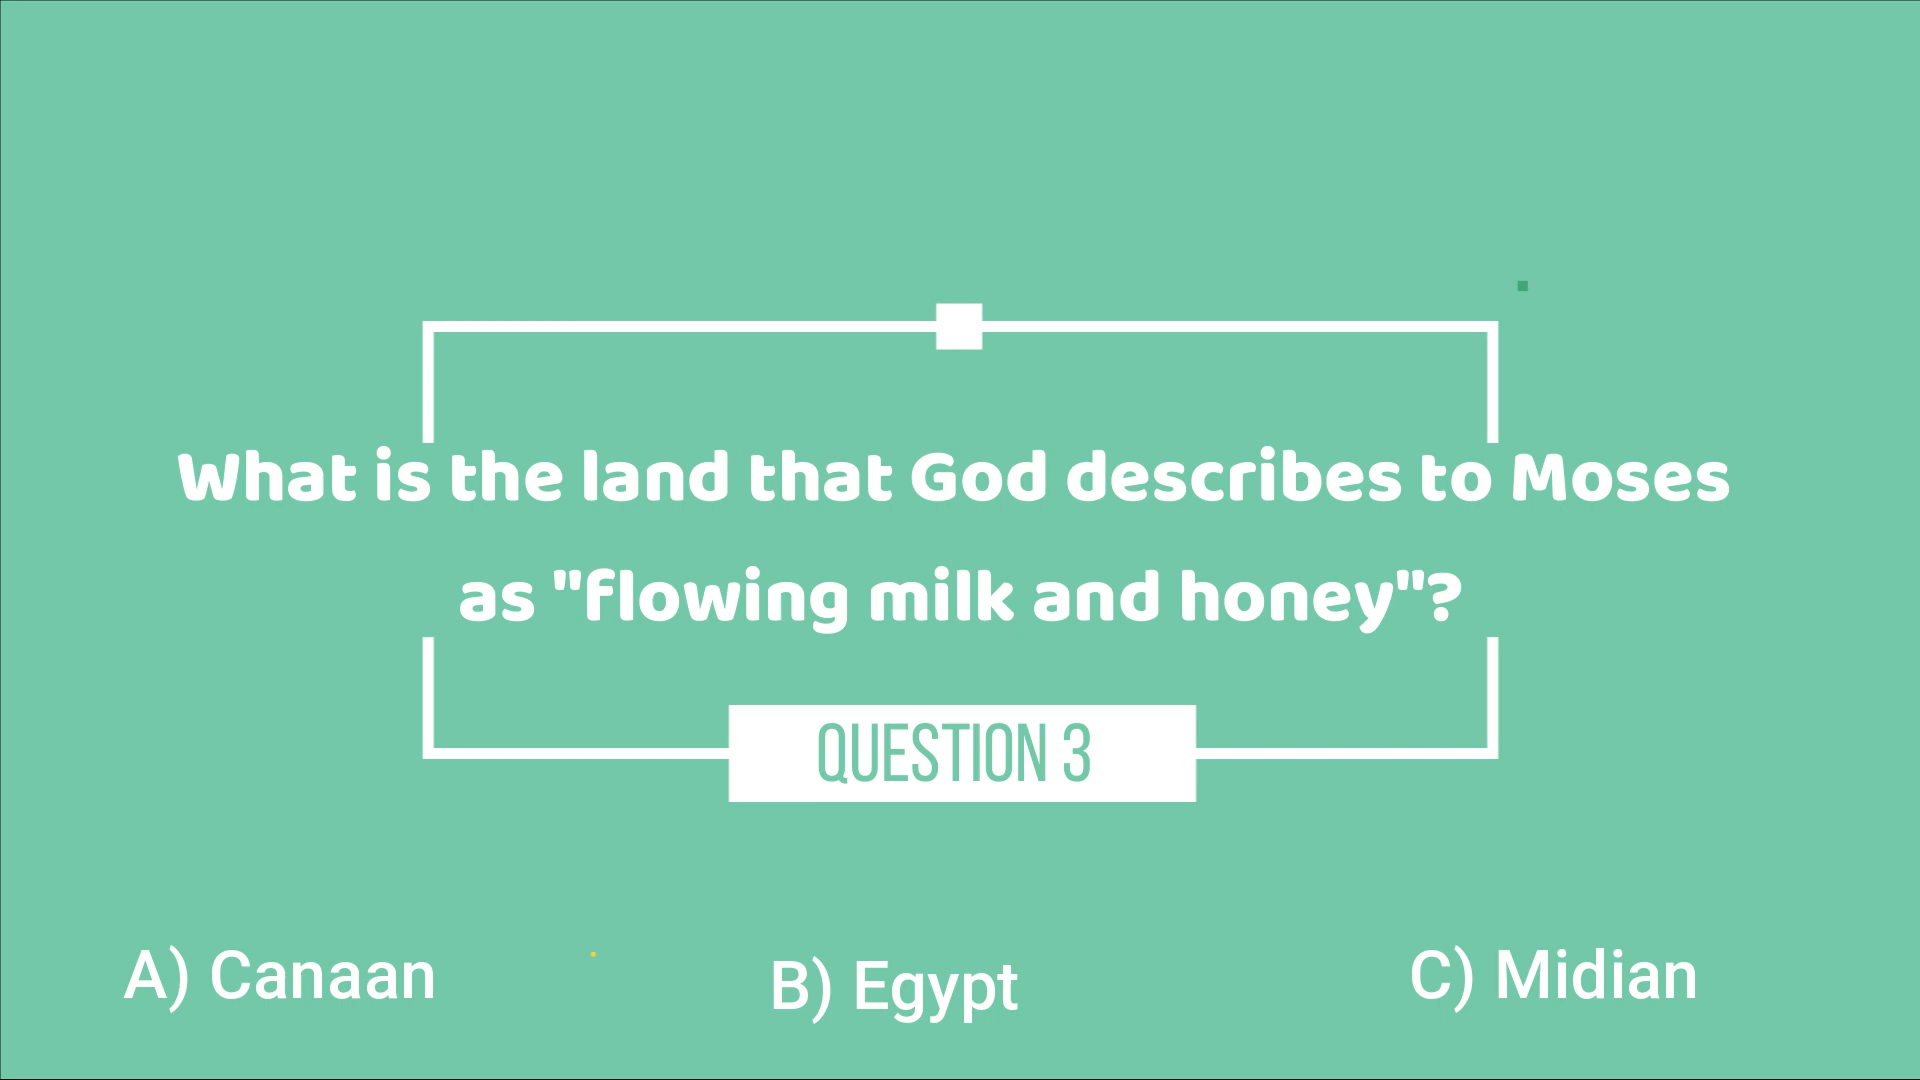 What is the land that God describes to Moses
as "flowing milk and honey"?
QUESTION 3
A) Canaan
B) Egypt
C) Midian